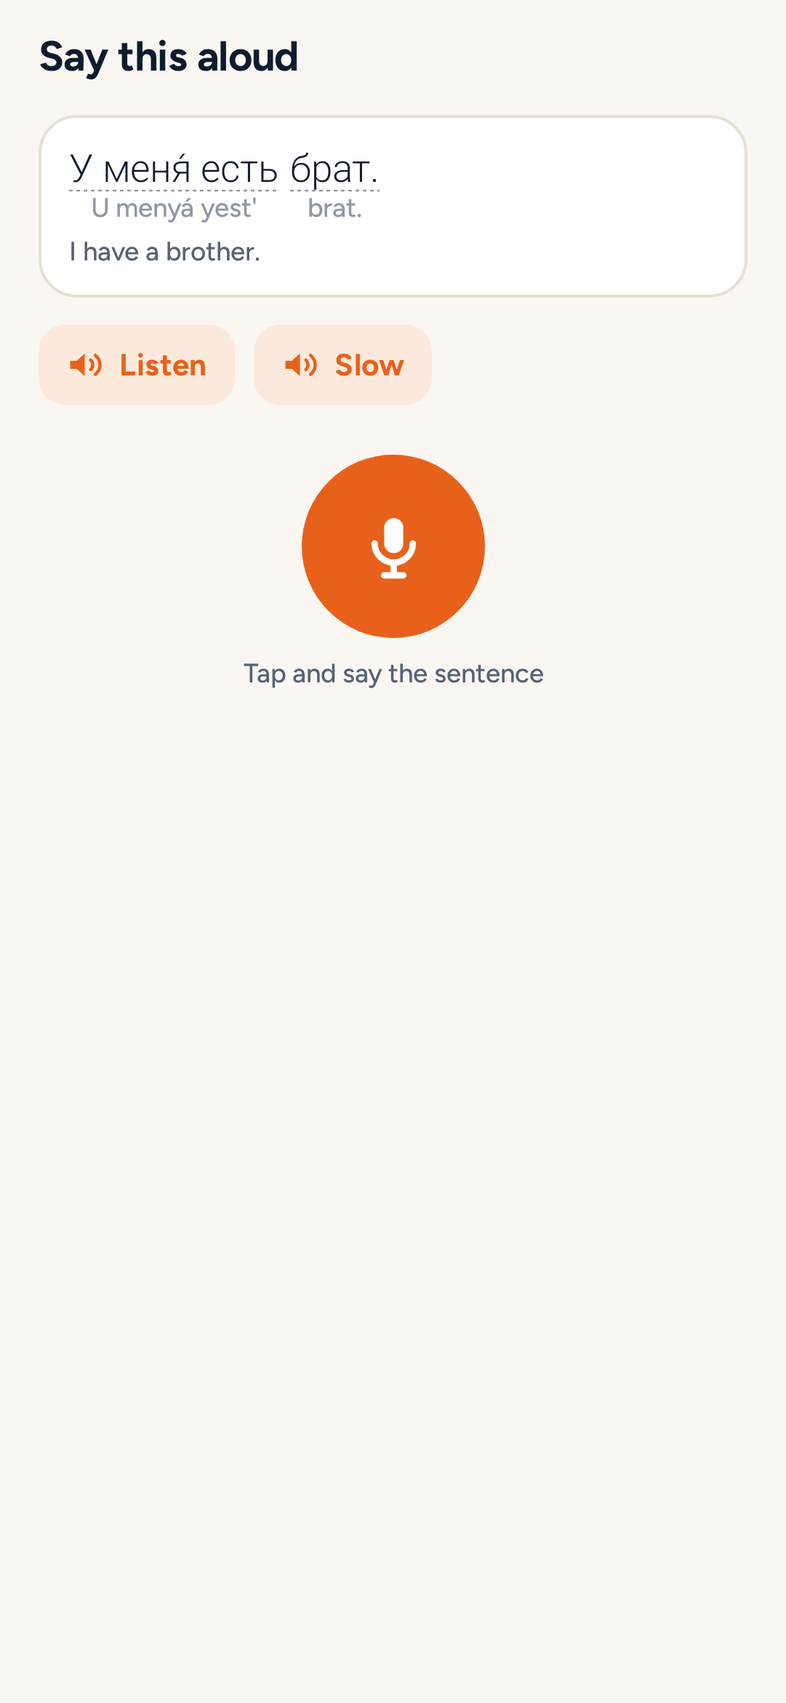 Say this aloud
У меня́ есть брат.
U menyá yest' brat.
I have a brother.
Listen Slow
Tap and say the sentence